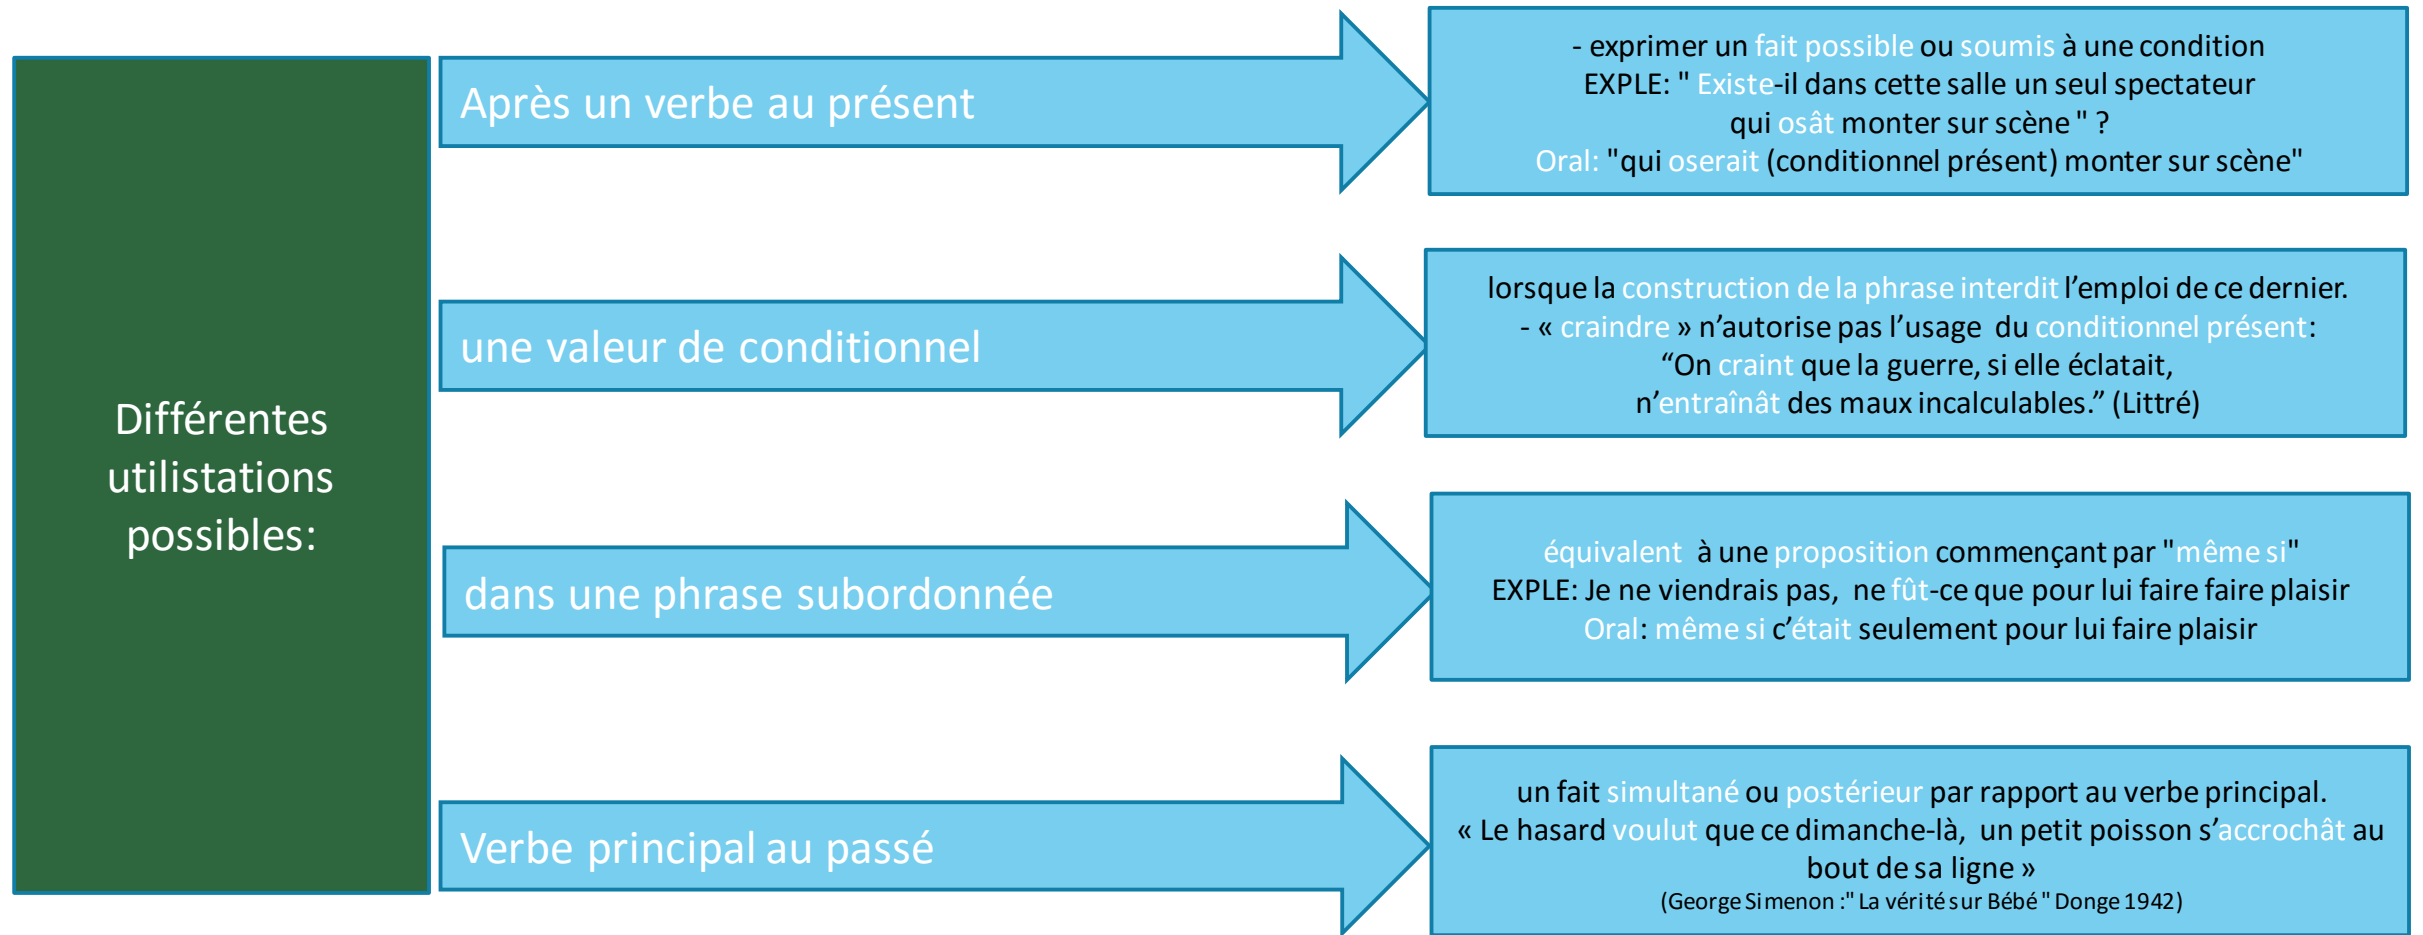 Différentes
utilistations
possibles:
Après un verbe au présent
- exprimer un fait possible ou soumis à une condition
EXPLE: " Existe-il dans cette salle un seul spectateur
qui osât monter sur scène " ?
Oral: "qui oserait (conditionnel présent) monter sur scène"
une valeur de conditionnel
lorsque la construction de la phrase interdit l’emploi de ce dernier.
- « craindre » n’autorise pas l’usage du conditionnel présent:
“On craint que la guerre, si elle éclatait,
n’entraînât des maux incalculables.” (Littré)
dans une phrase subordonnée
équivalent à une proposition commençant par "même si"
EXPLE: Je ne viendrais pas, ne fût-ce que pour lui faire faire plaisir
Oral: même si c’était seulement pour lui faire plaisir
Verbe principal au passé
un fait simultané ou postérieur par rapport au verbe principal.
« Le hasard voulut que ce dimanche-là, un petit poisson s’accrochât au
bout de sa ligne »
(George Simenon :" La vérité sur Bébé " Donge 1942)